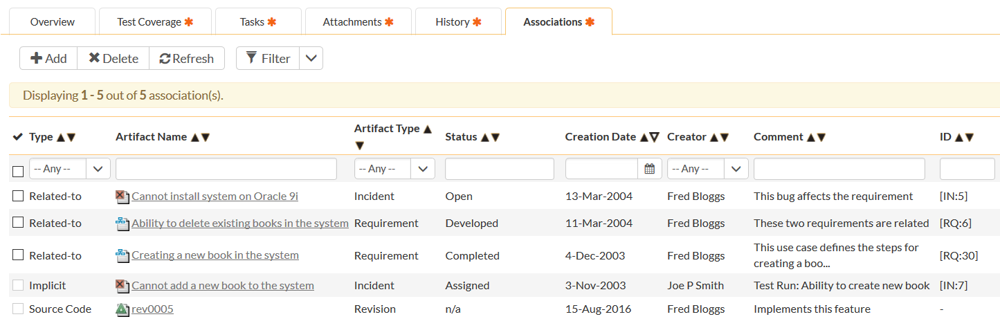 Overview Test Coverage ✱ Tasks ✱ Attachments ✱ History ✱ Associations ✱
Add Delete Refresh Filter
Displaying 1 - 5 out of 5 association(s).
Type Artifact Name Artifact Type Status Creation Date Creator Comment ID
-- Any -- -- Any -- -- Any --
Related-to Cannot install system on Oracle 9i Incident Open 13-Mar-2004 Fred Bloggs This bug affects the requirement [IN:5]
Related-to Ability to delete existing books in the system Requirement Developed 11-Mar-2004 Fred Bloggs These two requirements are related [RQ:6]
Related-to Creating a new book in the system Requirement Completed 4-Dec-2003 Fred Bloggs This use case defines the steps for [RQ:30]
creating a boo...
Implicit Cannot add a new book to the system Incident Assigned 3-Nov-2003 Joe P Smith Test Run: Ability to create new book [IN:7]
Source Code rev0005 Revision n/a 15-Aug-2016 Fred Bloggs Implements this feature -